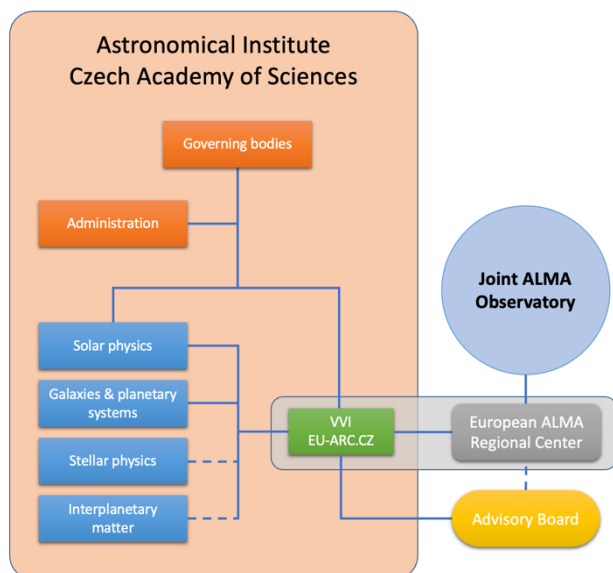 Astronomical Institute
Czech Academy of Sciences
Governing bodies
Administration
Joint ALMA
Observatory
Solar physics
Galaxies & planetary
systems
VVI
EU-ARC.CZ
European ALMA
Regional Center
Stellar physics
Interplanetary
matter
Advisory Board